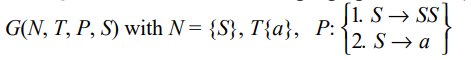 G(N, T, P, S) with N = {S}, T{a}, P: {1. S → SS
2. S → a}